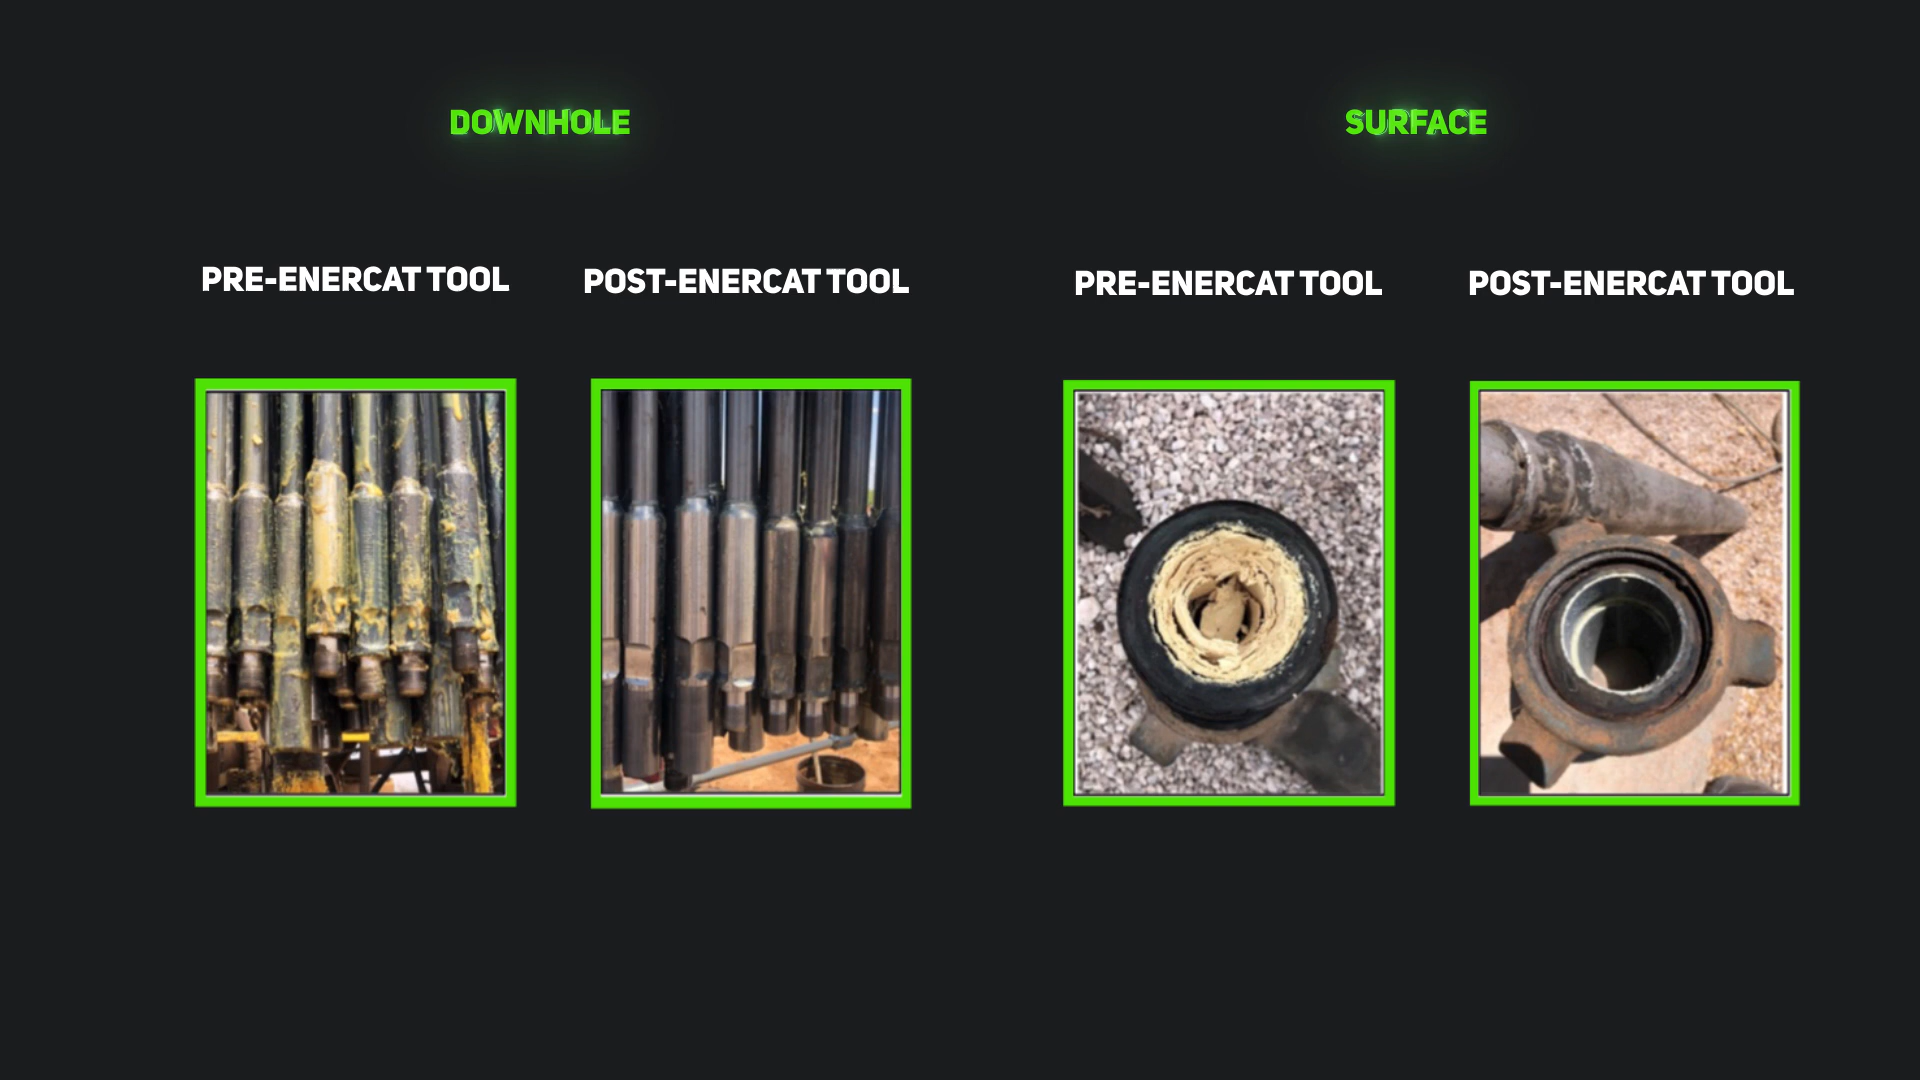 DOWNHOLE
SURFACE
PRE-ENERCAT TOOL
POST-ENERCAT TOOL
PRE-ENERCAT TOOL
POST-ENERCAT TOOL